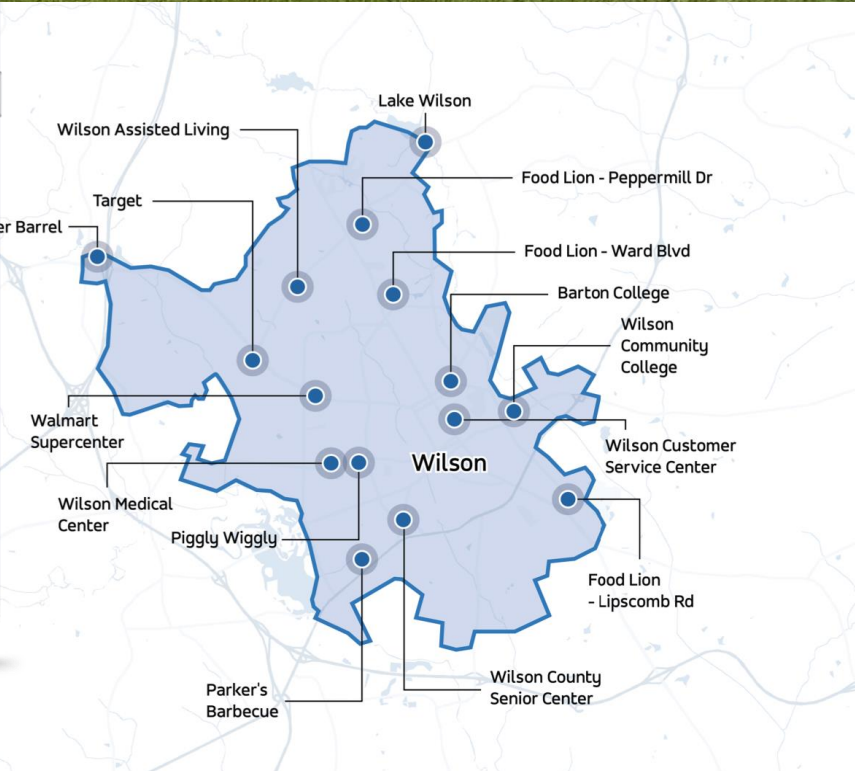 Lake Wilson
Wilson Assisted Living
Food Lion - Peppermill Dr
Target
er Barrel
Food Lion - Ward Blvd
Barton College
Wilson
Community
College
Walmart
Supercenter
Wilson Customer
Service Center
Wilson
Wilson Medical
Center
Piggly Wiggly
Food Lion
- Lipscomb Rd
Wilson County
Senior Center
Parker's
Barbecue